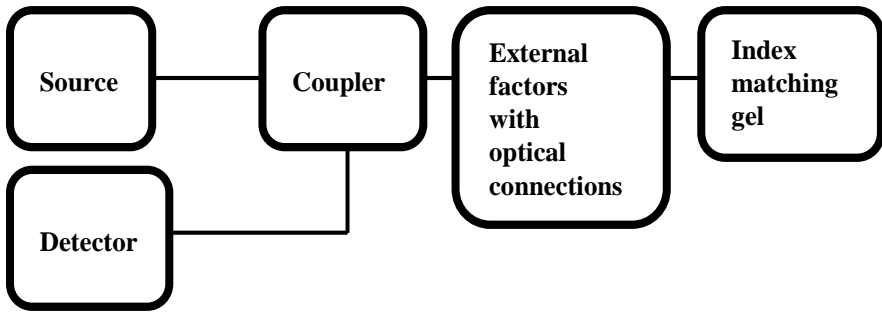 Source
Coupler
External
factors
with
optical
connections
Index
matching
gel
Detector